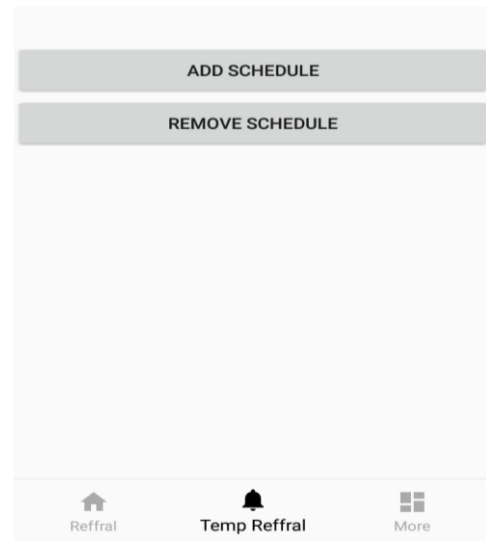 ADD SCHEDULE
REMOVE SCHEDULE
Reffral
Temp Reffral
More